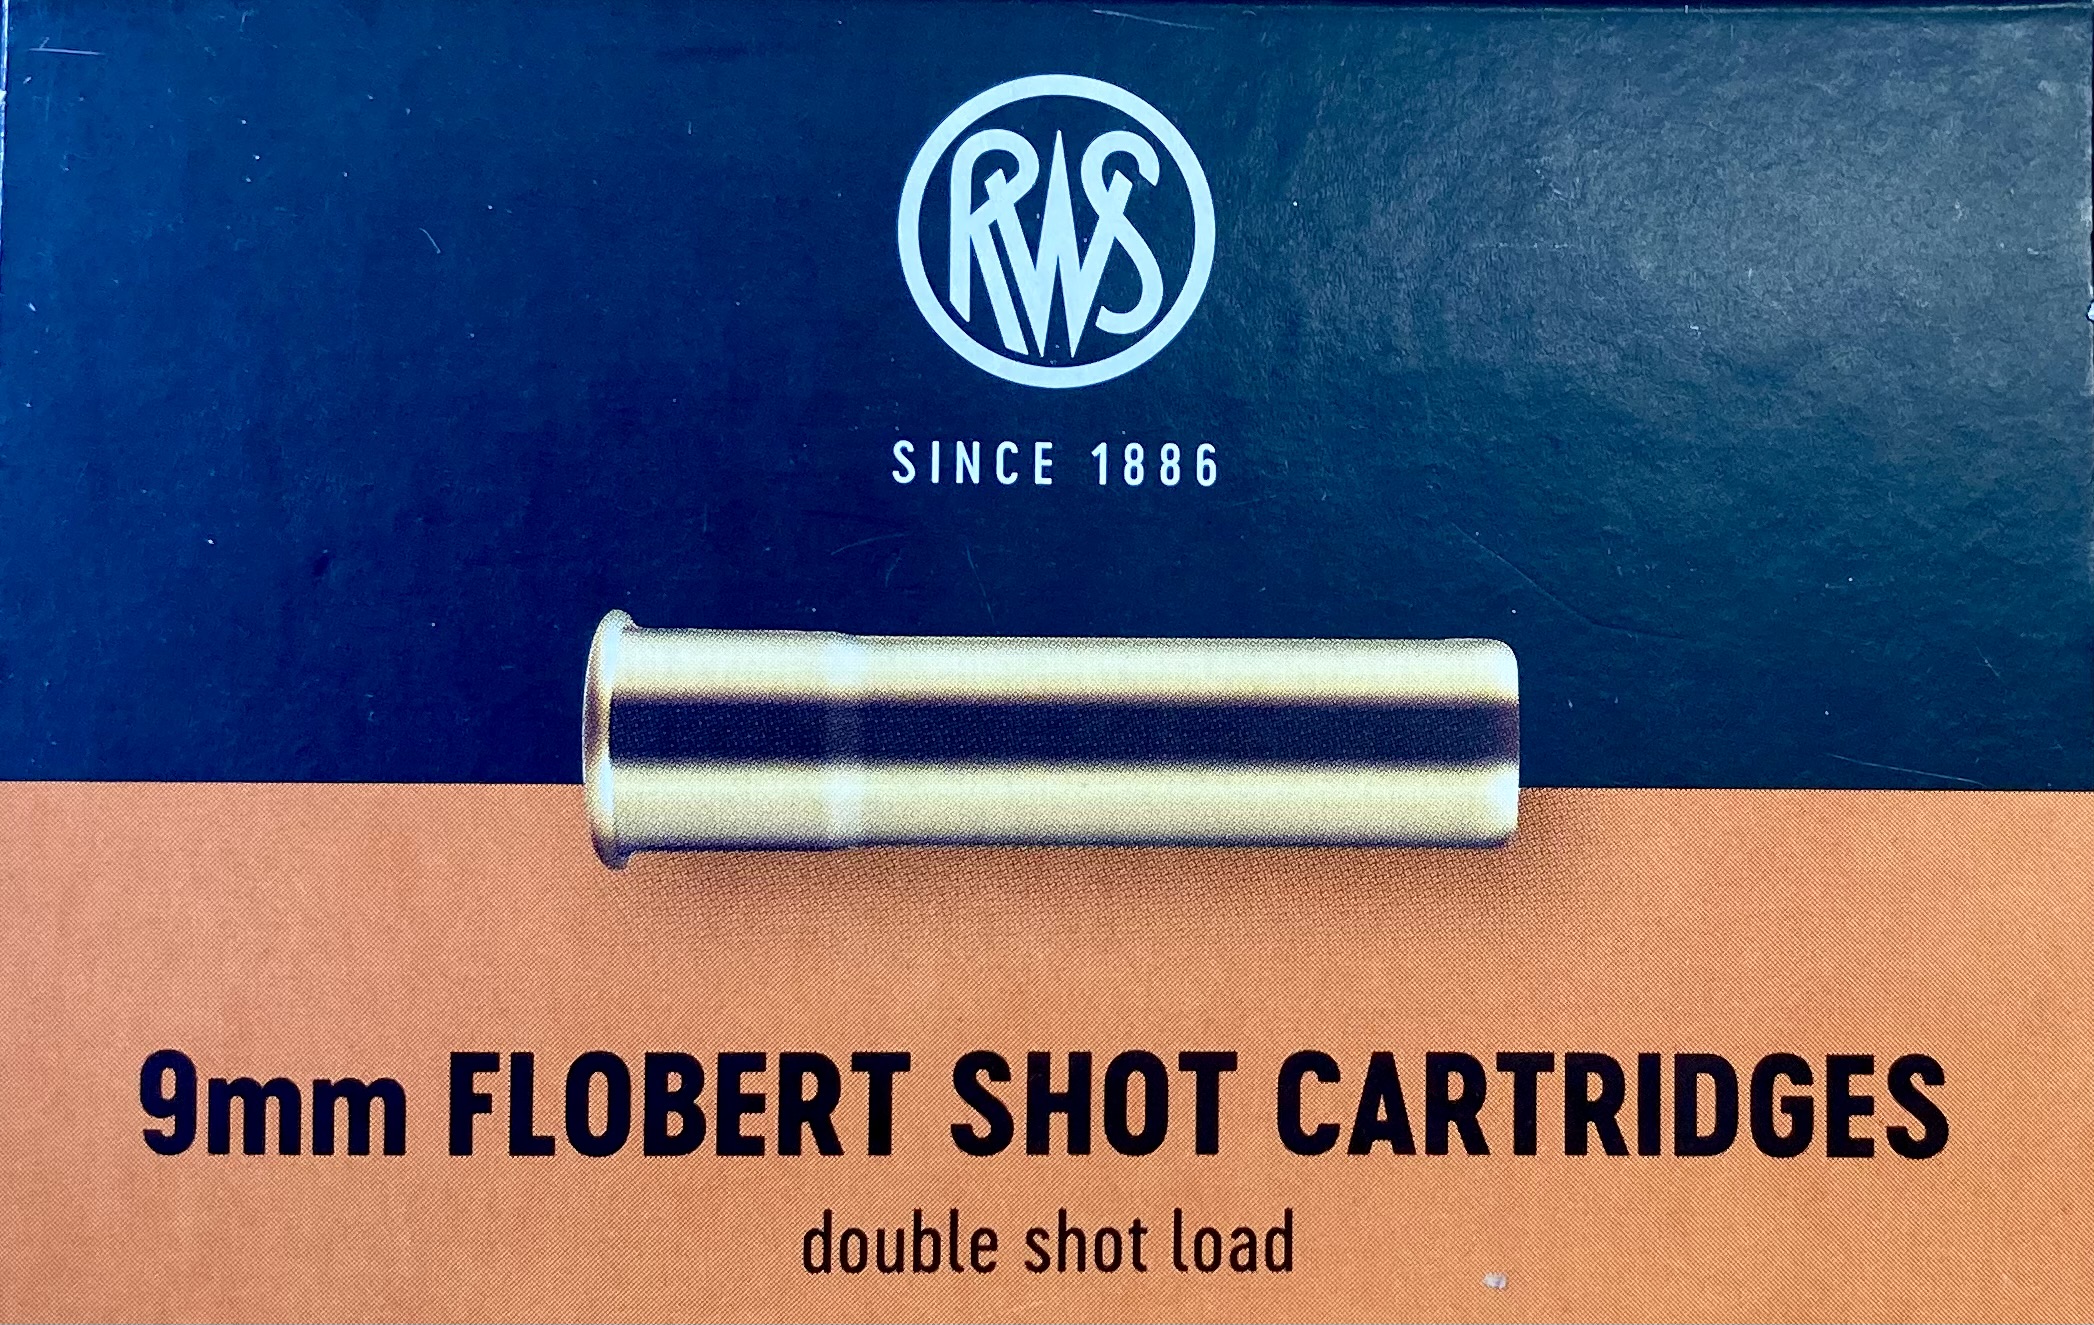 RWS
SINCE 1886
9mm FLOBERT SHOT CARTRIDGES
double shot load